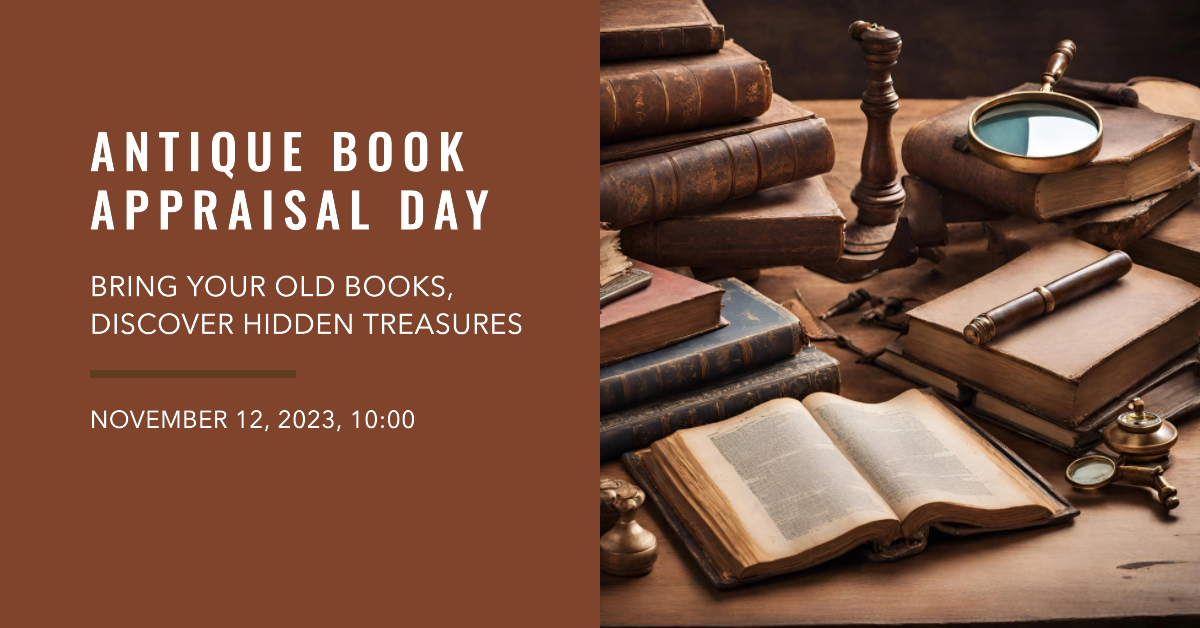 ANTIQUE BOOK
APPRAISAL DAY
BRING YOUR OLD BOOKS,
DISCOVER HIDDEN TREASURES
NOVEMBER 12, 2023, 10:00